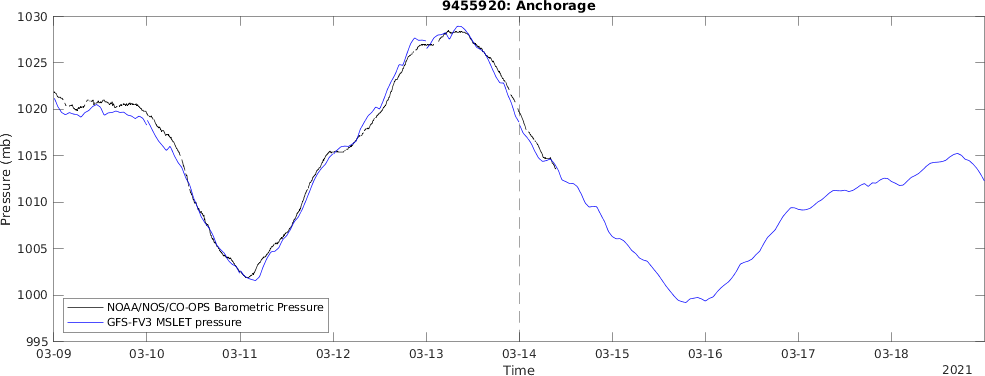 9455920: Anchorage
1030
1025
1020
1015
1010
1005
1000
995
Pressure (mb)
NOAA/NOS/CO-OPS Barometric Pressure
GFS-FV3 MSLET pressure
03-09 03-10 03-11 03-12 03-13 03-14 03-15 03-16 03-17 03-18
Time
2021